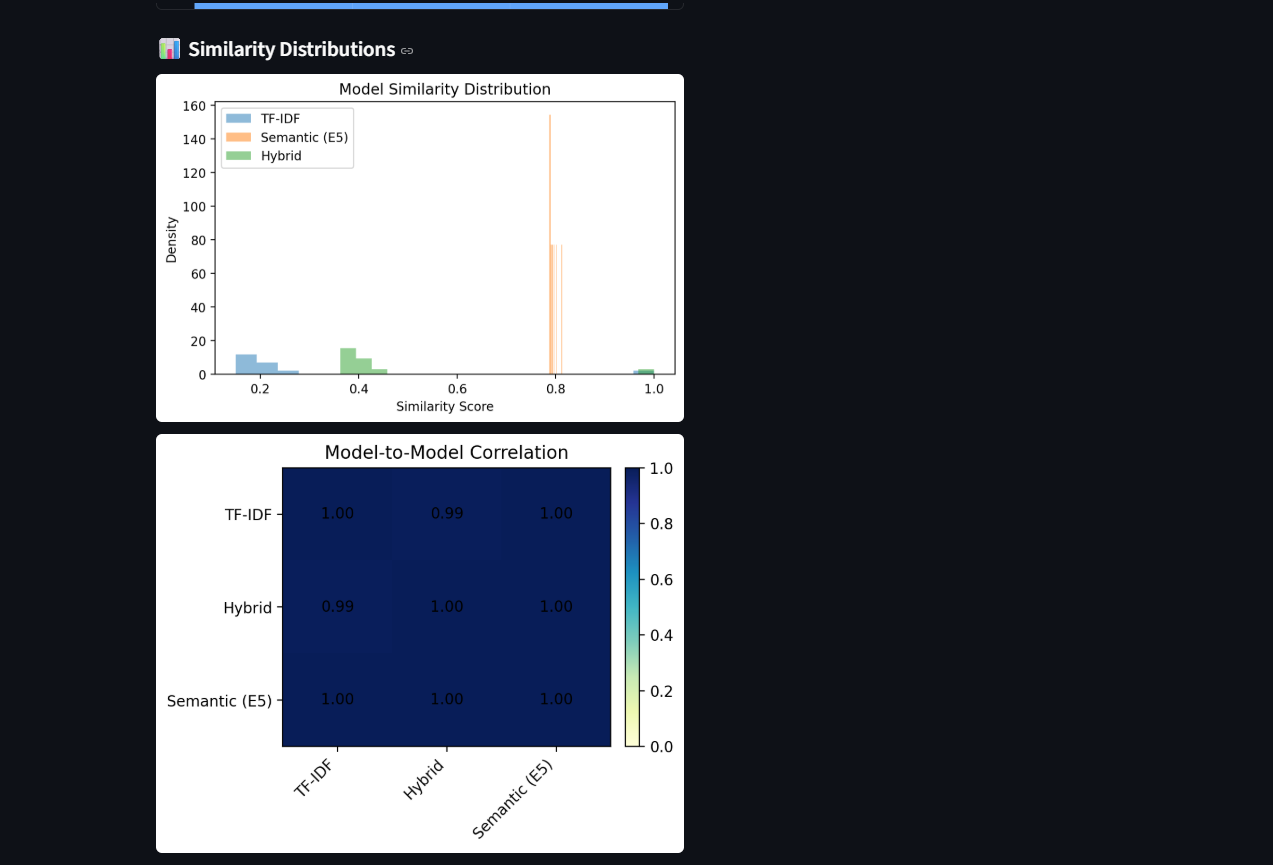 Similarity Distributions
Model Similarity Distribution
160
140
120
100
80
60
40
20
0
Density
TF-IDF
Semantic (E5)
Hybrid
0.2 0.4 0.6 0.8 1.0
Similarity Score
Model-to-Model Correlation
TF-IDF 1.00 0.99 1.00
Hybrid 0.99 1.00 1.00
Semantic (E5) 1.00 1.00 1.00
TF-IDF Hybrid Semantic (E5)
1.0
0.8
0.6
0.4
0.2
0.0